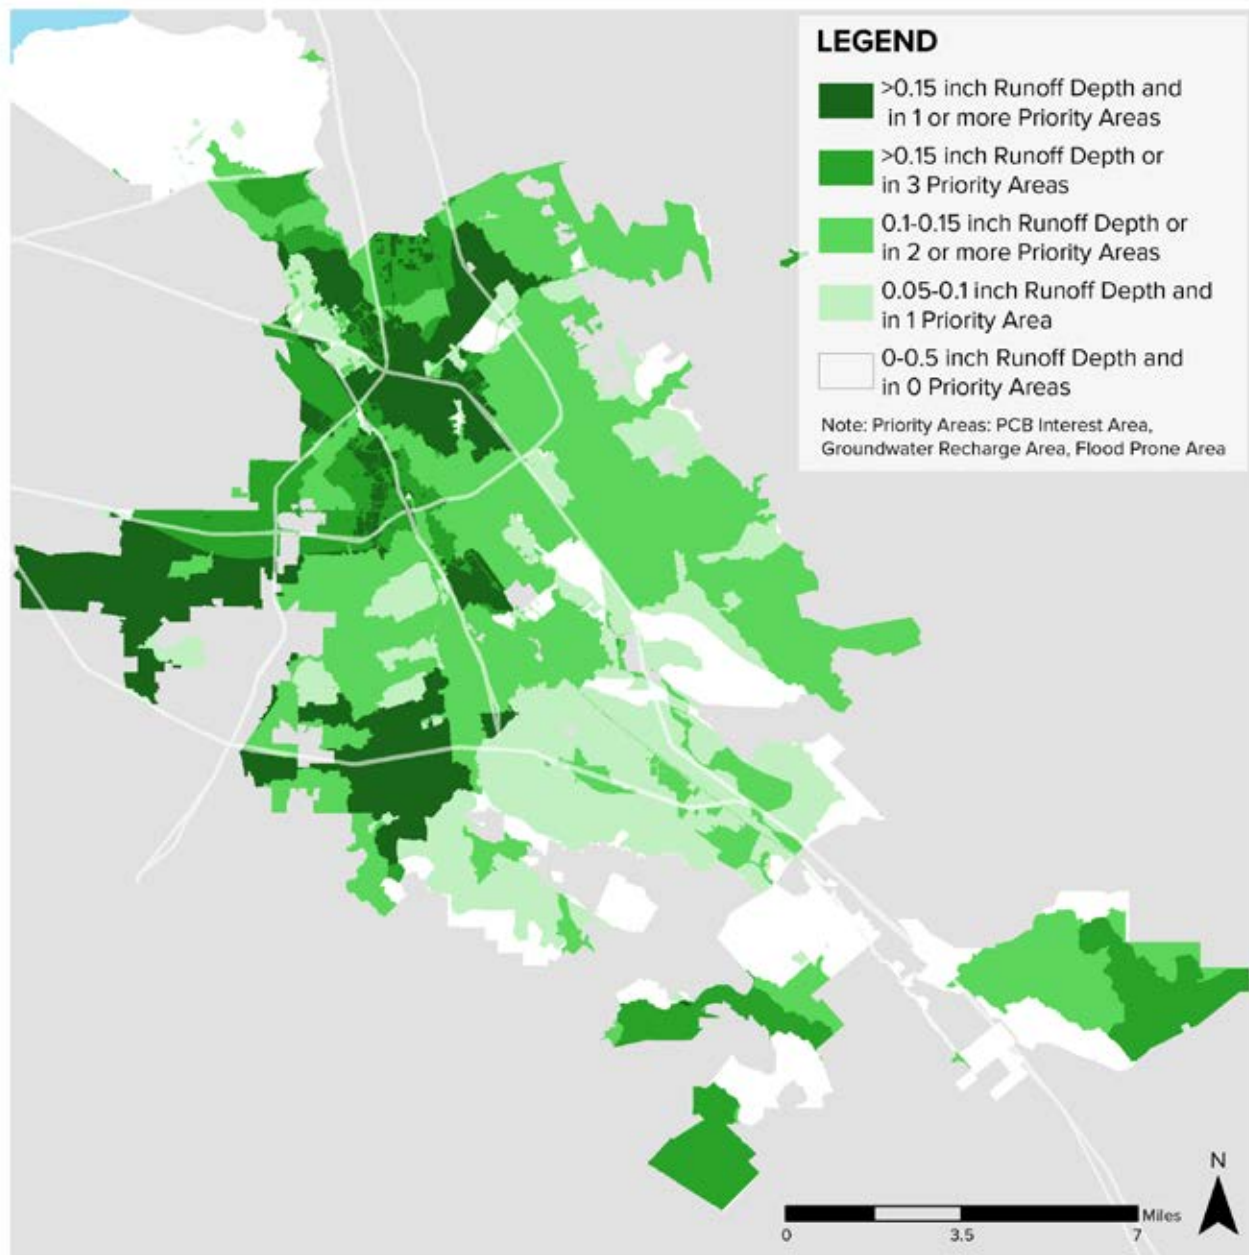 LEGEND
>0.15 inch Runoff Depth and
in 1 or more Priority Areas
>0.15 inch Runoff Depth or
in 3 Priority Areas
0.1-0.15 inch Runoff Depth or
in 2 or more Priority Areas
0.05-0.1 inch Runoff Depth and
in 1 Priority Area
0-0.5 inch Runoff Depth and
in 0 Priority Areas
Note: Priority Areas: PCB Interest Area,
Groundwater Recharge Area, Flood Prone Area
N
Miles
0 3.5 7